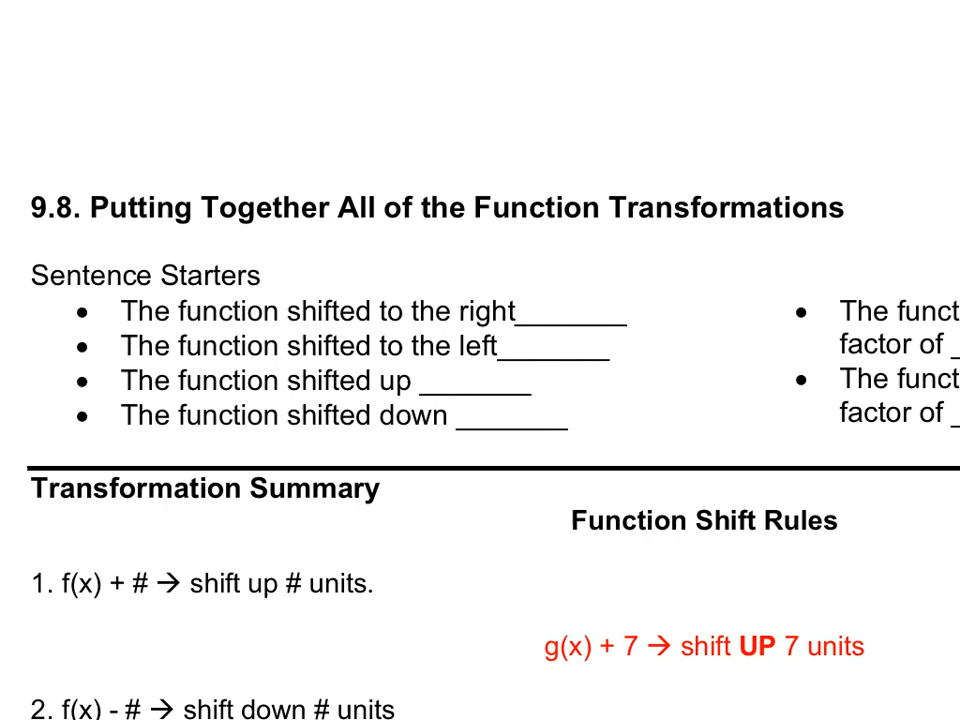 9.8. Putting Together All of the Function Transformations
Sentence Starters
• The function shifted to the right_______
• The function shifted to the left_______
• The function shifted up _______
• The function shifted down _______
• The funct
factor of _
• The funct
factor of _
Transformation Summary
Function Shift Rules
1. f(x) + # → shift up # units.
g(x) + 7 → shift UP 7 units
2. f(x) - # → shift down # units